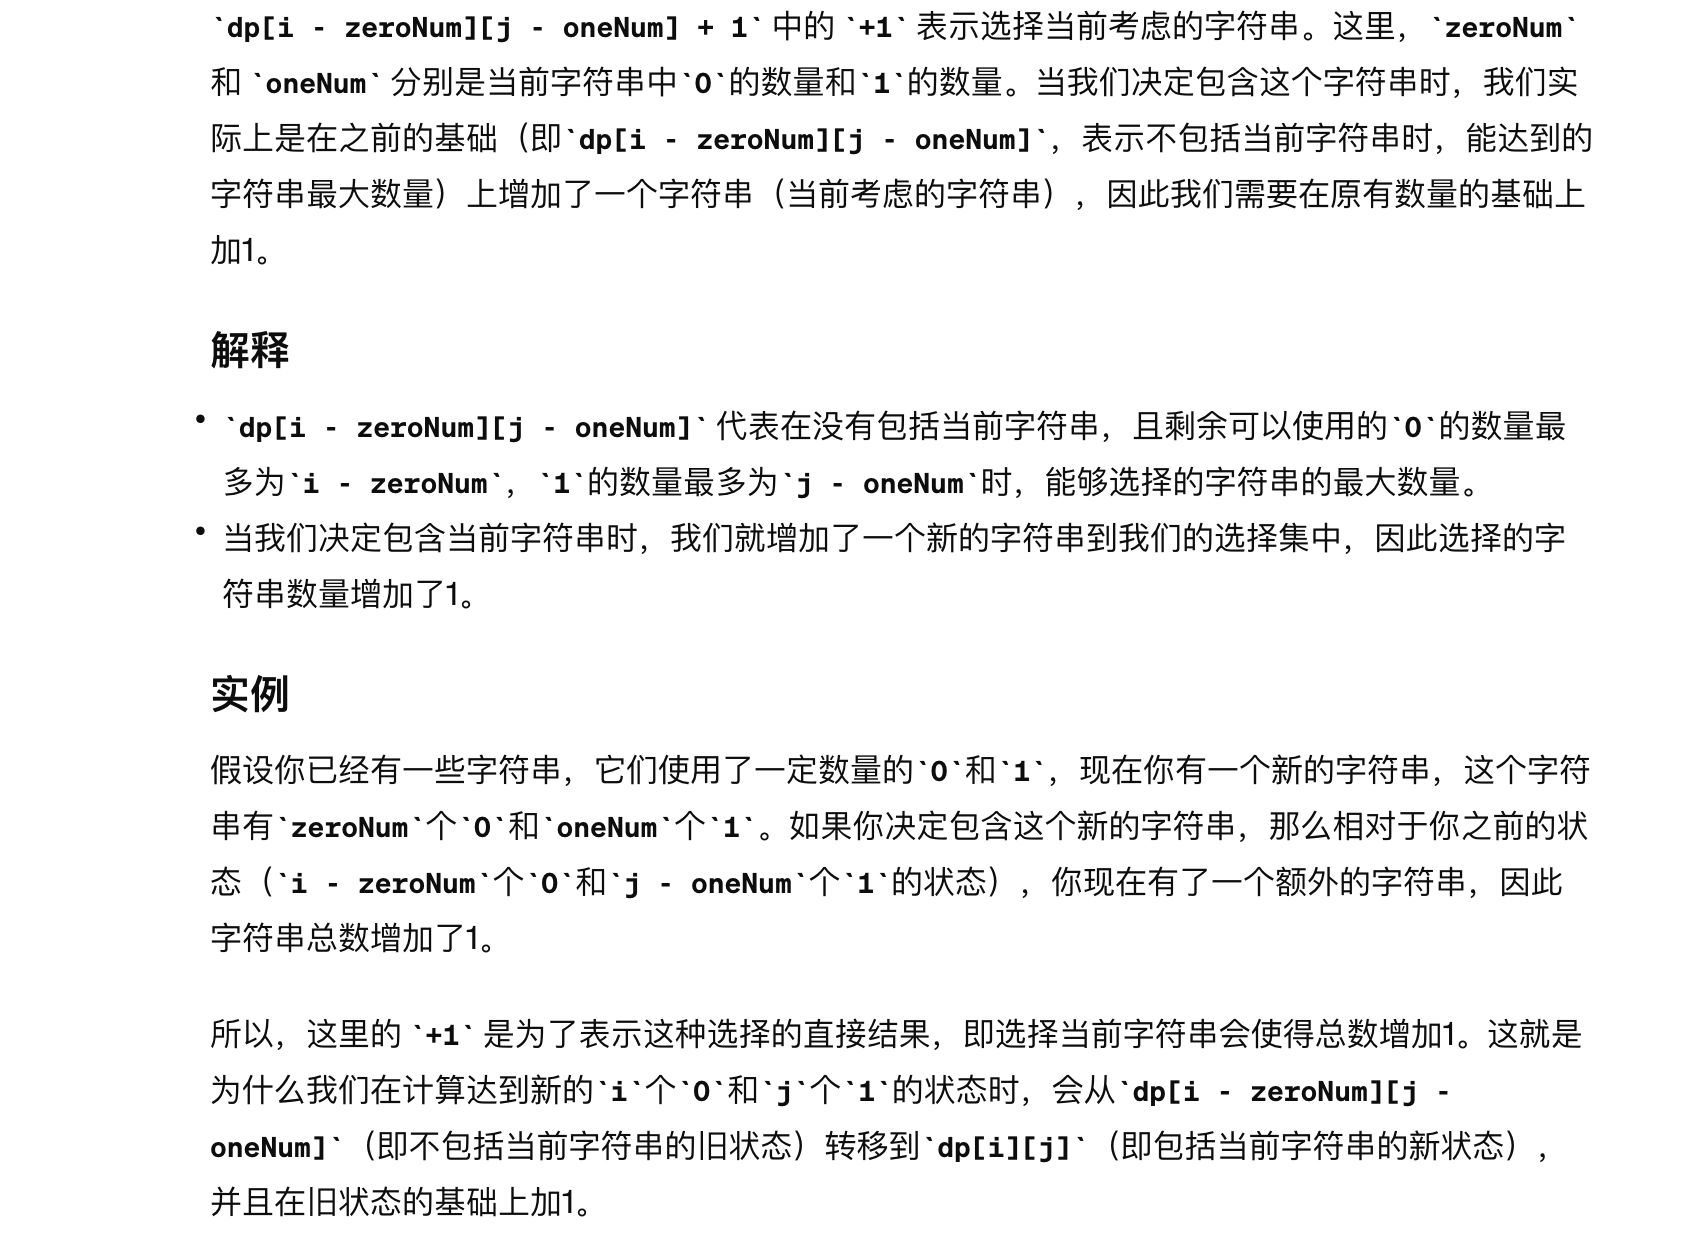 `dp[i - zeroNum][j - oneNum] + 1` 中的 `+1` 表示选择当前考虑的字符串。这里，`zeroNum`
和 `oneNum` 分别是当前字符串中`0`的数量和`1`的数量。当我们决定包含这个字符串时，我们实
际上是在之前的基础（即`dp[i - zeroNum][j - oneNum]`，表示不包括当前字符串时，能达到的
字符串最大数量）上增加了一个字符串（当前考虑的字符串），因此我们需要在原有数量的基础上
加1。
解释
• `dp[i - zeroNum][j - oneNum]` 代表在没有包括当前字符串，且剩余可以使用的`0`的数量最
多为`i - zeroNum`，`1`的数量最多为`j - oneNum`时，能够选择的字符串的最大数量。
• 当我们决定包含当前字符串时，我们就增加了一个新的字符串到我们的选择集中，因此选择的字
符串数量增加了1。
实例
假设你已经有一些字符串，它们使用了一定数量的`0`和`1`，现在你有一个新的字符串，这个字符
串有`zeroNum`个`0`和`oneNum`个`1`。如果你决定包含这个新的字符串，那么相对于你之前的状
态（`i - zeroNum`个`0`和`j - oneNum`个`1`的状态），你现在有了一个额外的字符串，因此
字符串总数增加了1。
所以，这里的 `+1` 是为了表示这种选择的直接结果，即选择当前字符串会使得总数增加1。这就是
为什么我们在计算达到新的`i`个`0`和`j`个`1`的状态时，会从`dp[i - zeroNum][j -
oneNum]`（即不包括当前字符串的旧状态）转移到`dp[i][j]`（即包括当前字符串的新状态），
并且在旧状态的基础上加1。